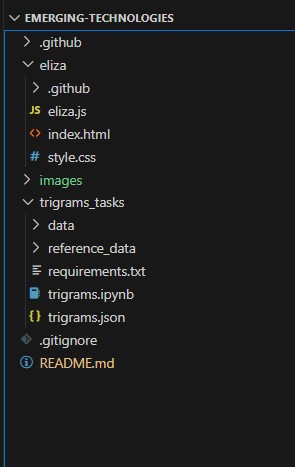 EMERGING-TECHNOLOGIES
.github
eliza
.github
JS eliza.js
<> index.html
# style.css
images
trigrams_tasks
data
reference_data
requirements.txt
trigrams.ipynb
{} trigrams.json
.gitignore
README.md